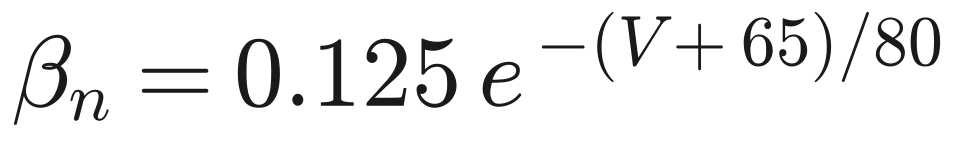 βₙ = 0.125 e^{-(V+65)/80}